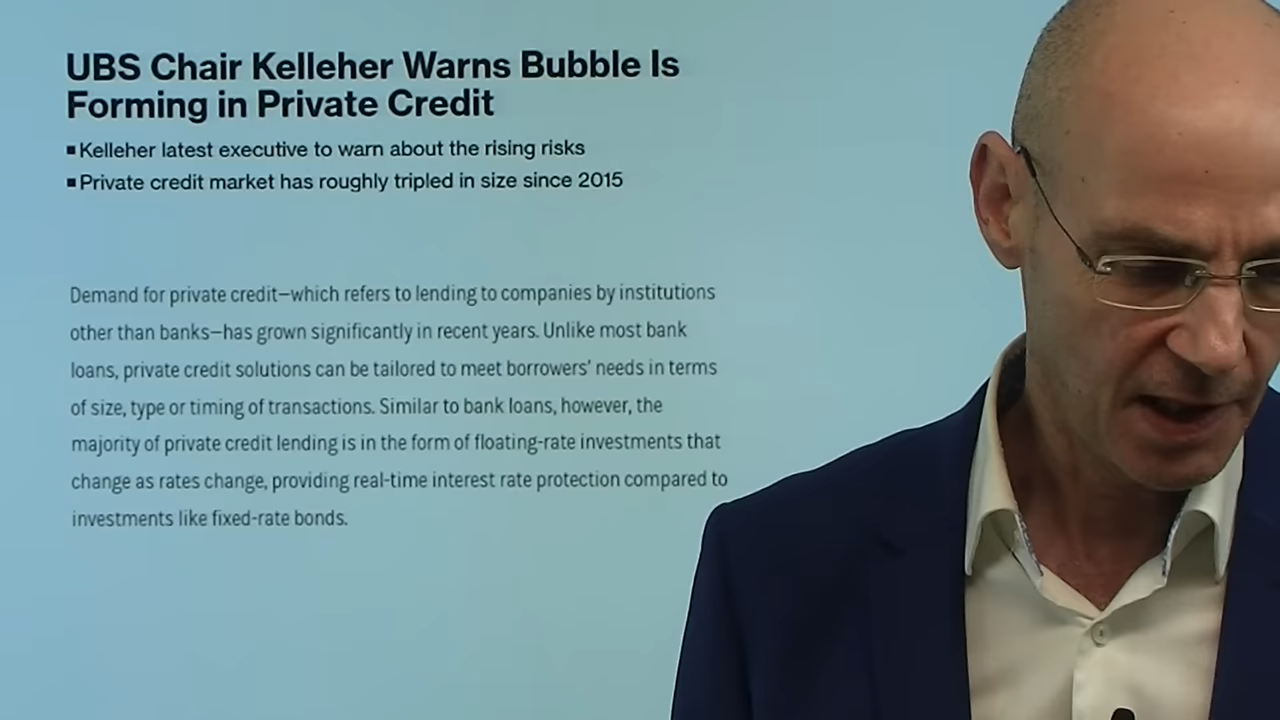 UBS Chair Kelleher Warns Bubble Is
Forming in Private Credit
▪ Kelleher latest executive to warn about the rising risks
▪ Private credit market has roughly tripled in size since 2015
Demand for private credit—which refers to lending to companies by institutions
other than banks—has grown significantly in recent years. Unlike most bank
loans, private credit solutions can be tailored to meet borrowers’ needs in terms
of size, type or timing of transactions. Similar to bank loans, however, the
majority of private credit lending is in the form of floating-rate investments that
change as rates change, providing real-time interest rate protection compared to
investments like fixed-rate bonds.